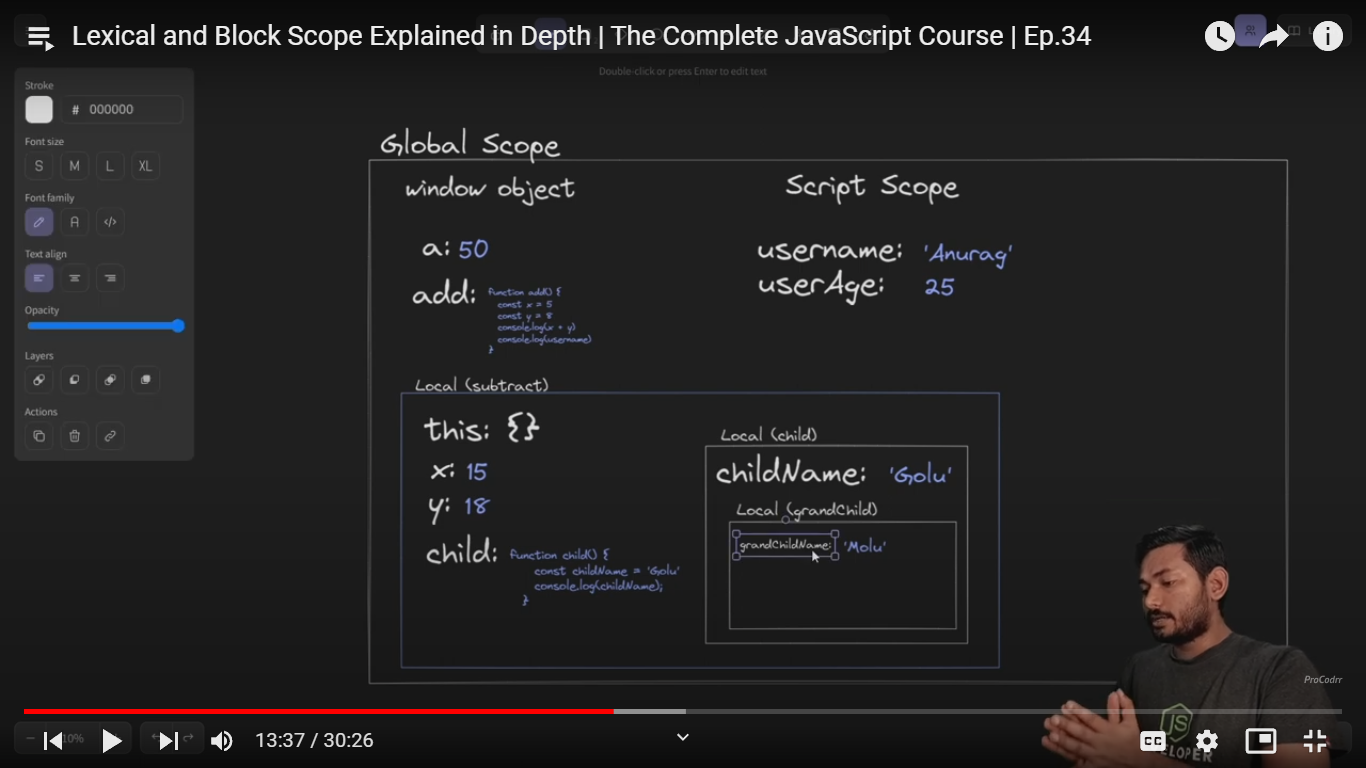 Lexical and Block Scope Explained in Depth | The Complete JavaScript Course | Ep.34
Double-click or press Enter to edit text
Stroke
# 000000
Font size
S M L XL
Font family
A </>
Text align
Opacity
Layers
Actions
Global Scope
window object
Script Scope
a: 50
username: 'Anurag'
add: function add() {
const x = 5
const y = 8
console.log(x + y)
console.log(username)
}
userAge: 25
Local (subtract)
this: {}
x: 15
y: 18
child: function child() {
const childName = 'Golu'
console.log(childName);
}
Local (child)
childName: 'Golu'
Local (grandChild)
grandChildName: 'Molu'
ProCodrr
JS
ELOPER
10%
13:37 / 30:26
CC